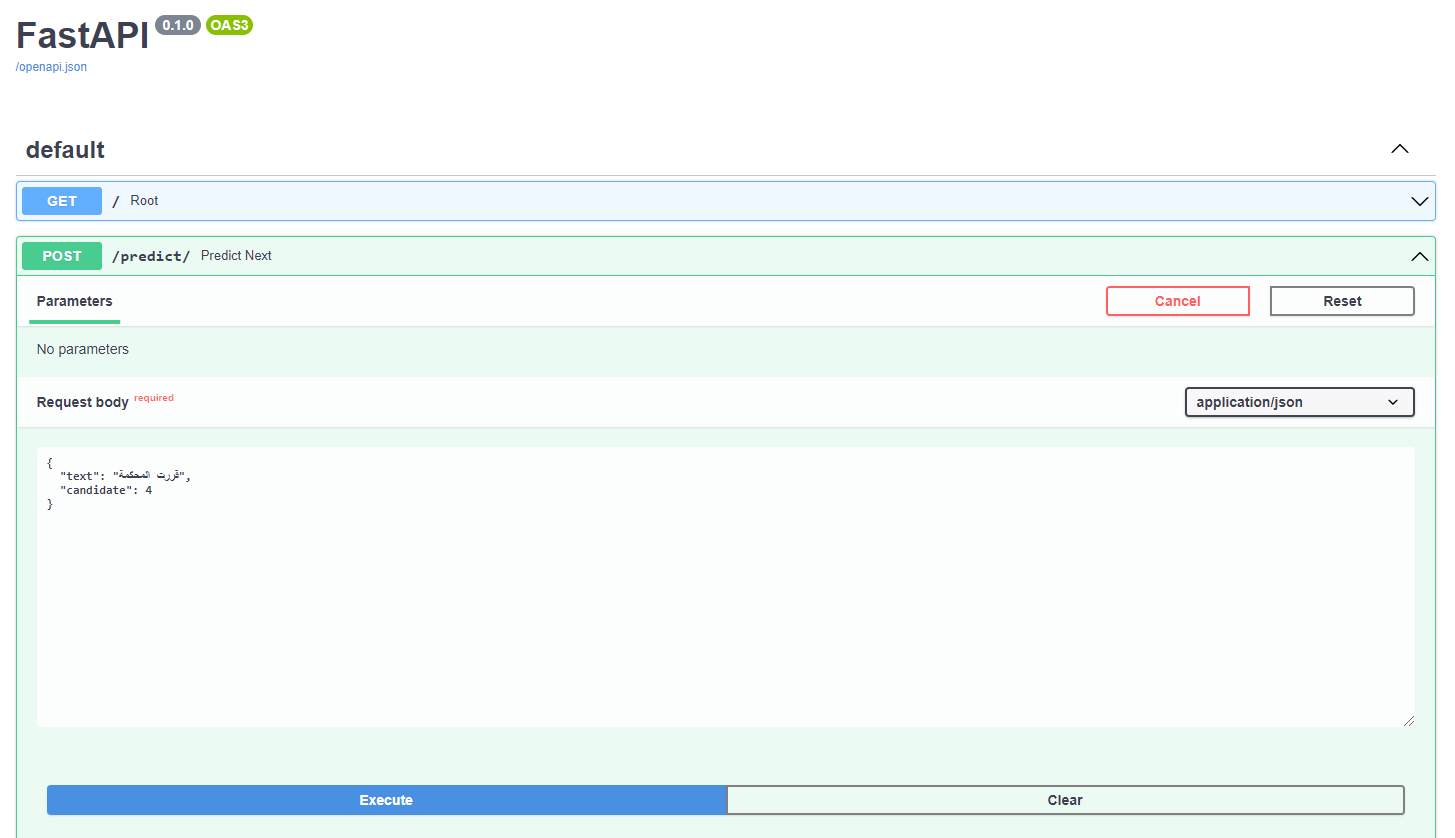 FastAPI 0.1.0 OAS3
/openapi.json
default
GET / Root
POST /predict/ Predict Next
Parameters Cancel Reset
No parameters
Request body required application/json
{
"text": "قررت المحكمة",
"candidate": 4
}
Execute Clear